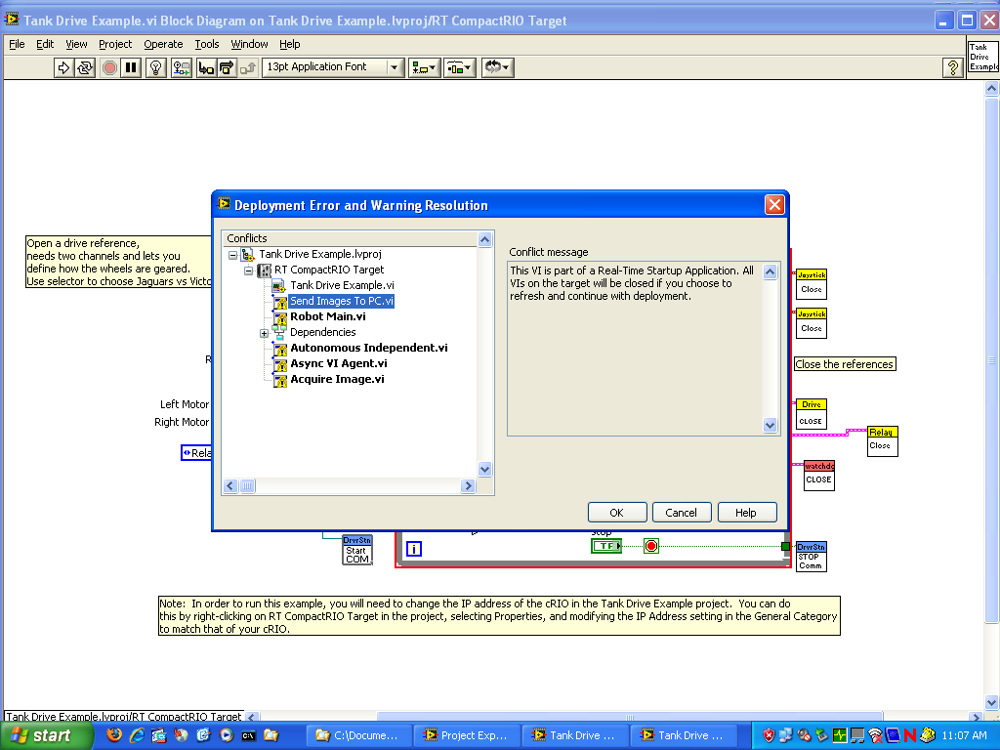 Tank Drive Example.vi Block Diagram on Tank Drive Example.lvproj/RT CompactRIO Target
File Edit View Project Operate Tools Window Help
13pt Application Font
?
Tank
Drive
Example
Open a drive reference,
needs two channels and lets you
define how the wheels are geared.
Use selector to choose Jaguars vs Victo
R
Left Motor
Right Motor
Rela
Deployment Error and Warning Resolution
Conflicts
Tank Drive Example.lvproj
RT CompactRIO Target
Tank Drive Example.vi
Send Images To PC.vi
Robot Main.vi
Dependencies
Autonomous Independent.vi
Async VI Agent.vi
Acquire Image.vi
Conflict message
This VI is part of a Real-Time Startup Application. All
VIs on the target will be closed if you choose to
refresh and continue with deployment.
OK Cancel Help
Joystick
Close
Joystick
Close
Close the references
Drive
CLOSE
Relay
Close
watchdo
CLOSE
DrvrStn
Start
COM
i
Stop
TF
DrvrStn
STOP
Comm
Note: In order to run this example, you will need to change the IP address of the cRIO in the Tank Drive Example project. You can do
this by right-clicking on RT CompactRIO Target in the project, selecting Properties, and modifying the IP Address setting in the General Category
to match that of your cRIO.
Tank Drive Example.lvproj/RT CompactRIO Target
start
C:\Docume...
Project Exp...
Tank Drive ...
Tank Drive ...
11:07 AM